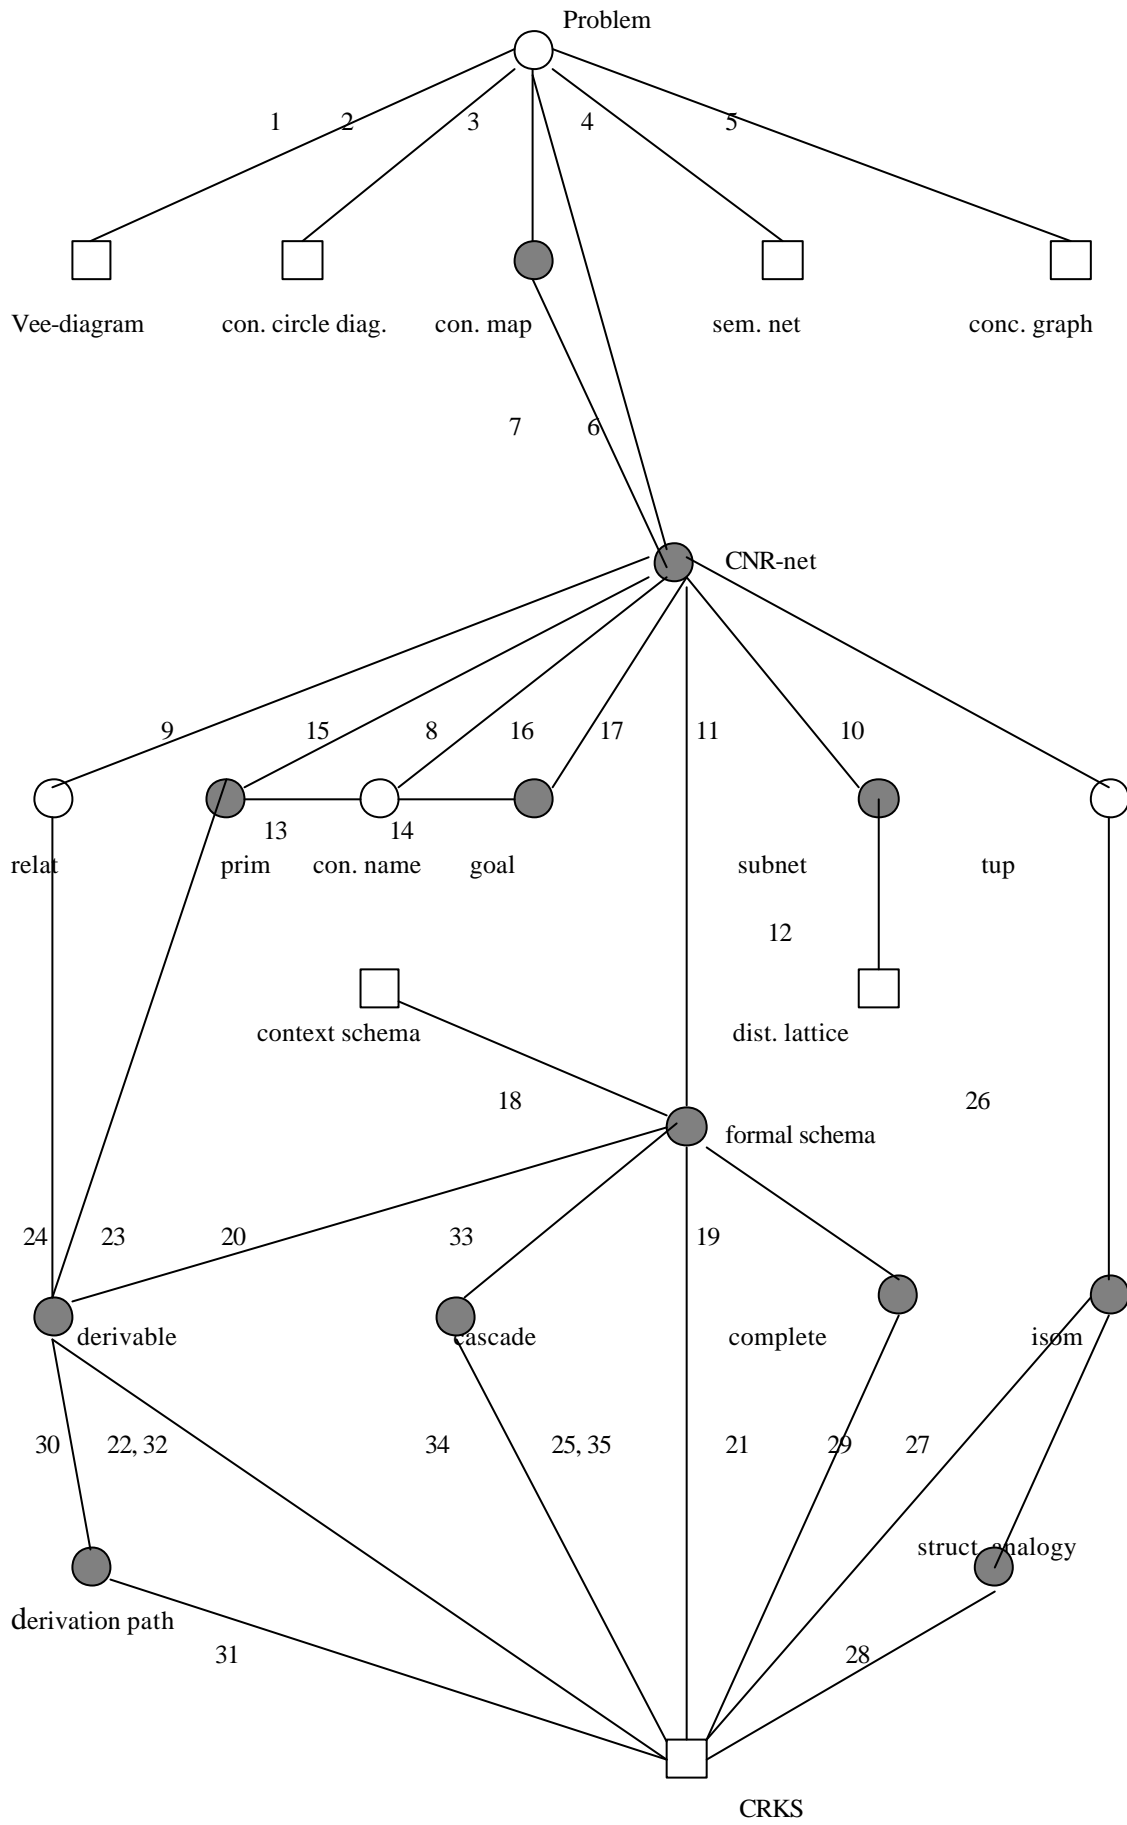 Problem
1 2 3 4 5
Vee-diagram con. circle diag. con. map sem. net conc. graph
7 6
CNR-net
9 15 8 16 17 11 10
13 14
relat prim con. name goal subnet tup
12
context schema dist. lattice
18 26
formal schema
24 23 20 33 19
derivable cascade complete isom
30 22, 32 34 25, 35 21 29 27
struct. analogy
derivation path
31 28
CRKS